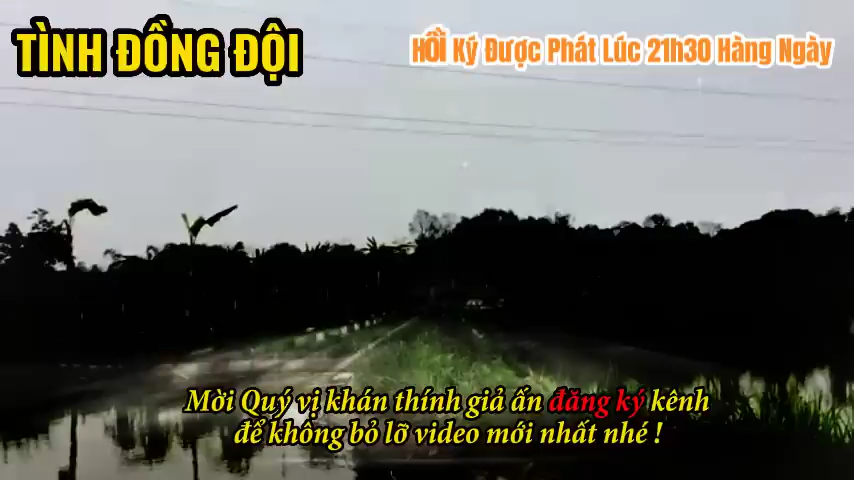 TÌNH ĐỒNG ĐỘI
HỒI Ký Được Phát Lúc 21h30 Hàng Ngày
Mời Quý vị khán thính giả ấn đăng ký kênh
để không bỏ lỡ video mới nhất nhé !